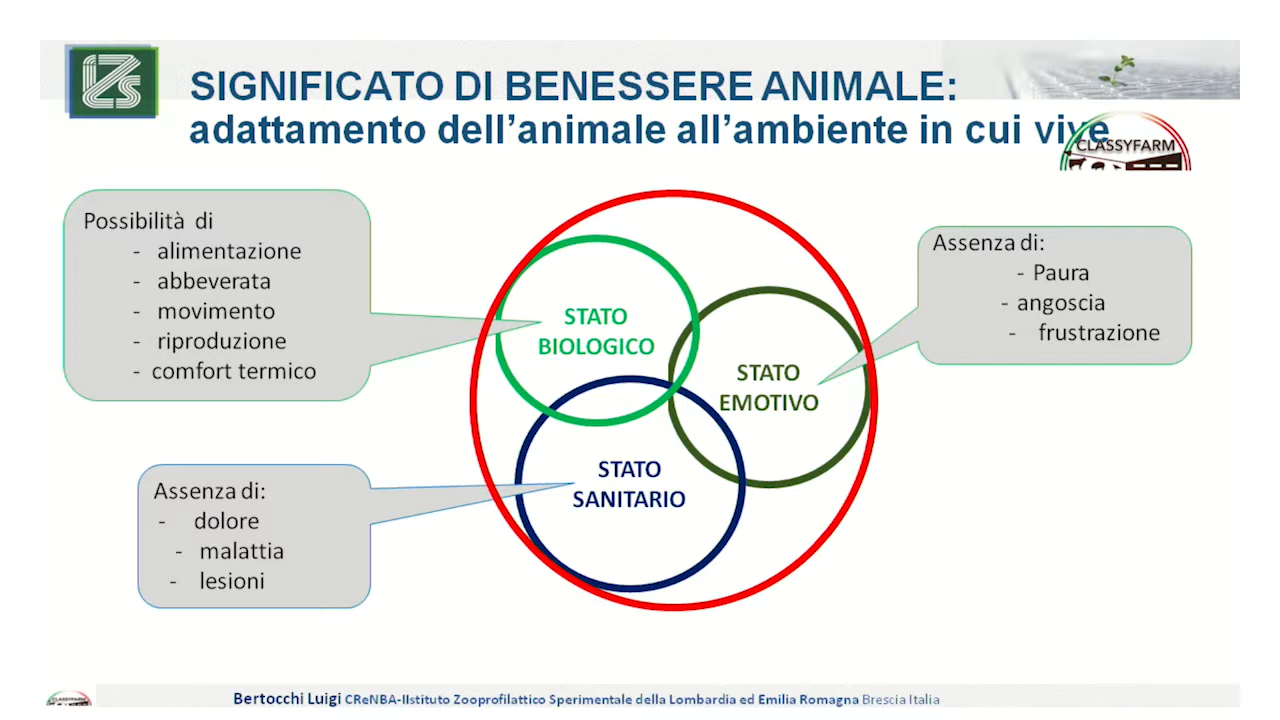 SIGNIFICATO DI BENESSERE ANIMALE:
adattamento dell'animale all'ambiente in cui vive
CLASSYFARM
Possibilità di
- alimentazione
- abbeverata
- movimento
- riproduzione
- comfort termico
Assenza di:
- Paura
- angoscia
- frustrazione
STATO
BIOLOGICO
STATO
EMOTIVO
STATO
SANITARIO
Assenza di:
- dolore
- malattia
- lesioni
CLASSYFARM
Bertocchi Luigi CReNBA-IIstituto Zooprofilattico Sperimentale della Lombardia ed Emilia Romagna Brescia Italia